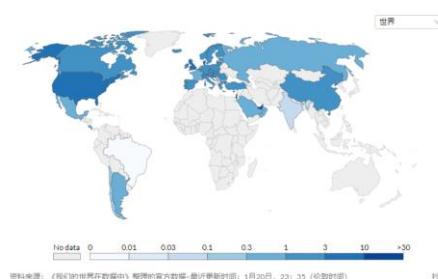 世界
No data 0 0.01 0.03 0.1 0.3 1 3 10 >30
资料来源：《我们的世界在数据中》整理的官方数据-最近更新时间：1月20日，23：35（伦敦时间）